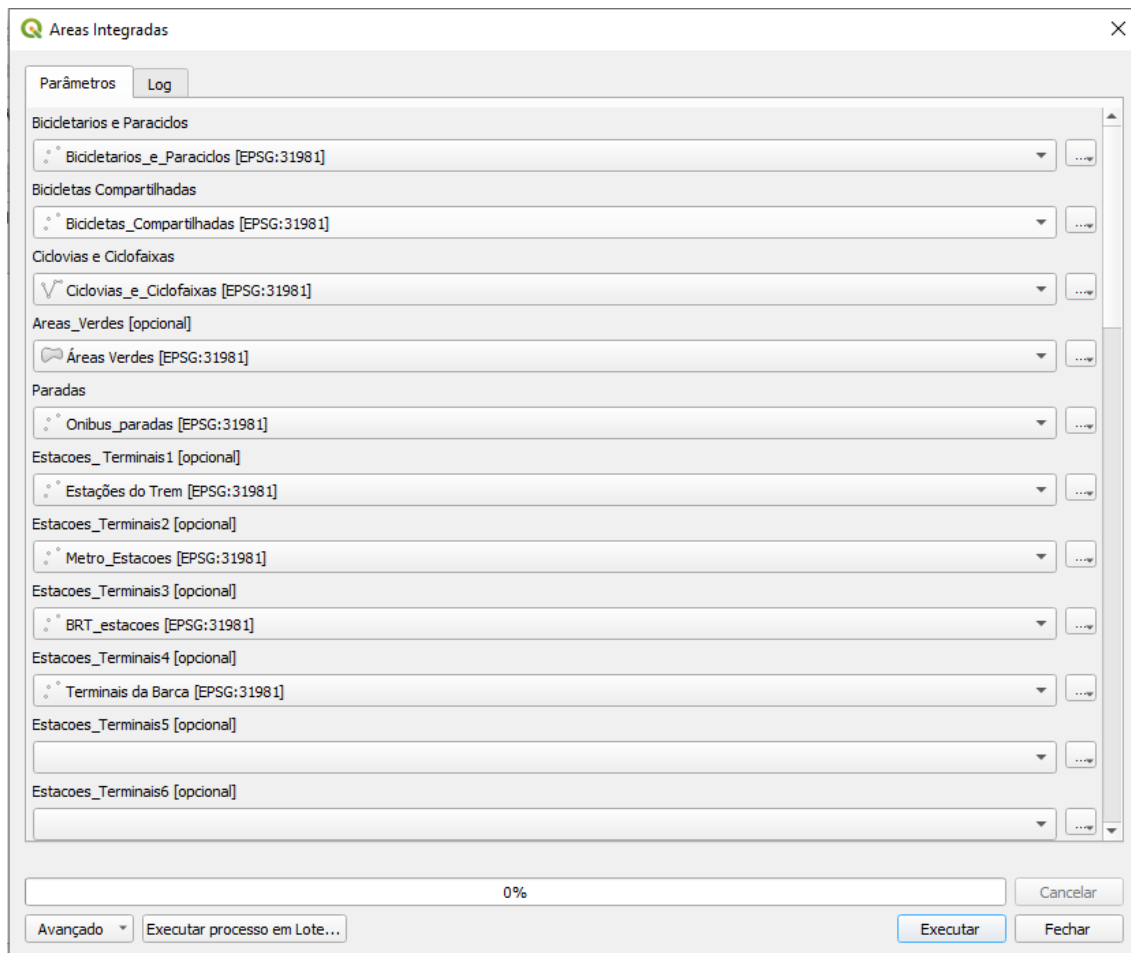 Areas Integradas
Parâmetros
Log
Bicicletarios e Paraciclos
Bicicletarios_e_Paraciclos [EPSG:31981]
Bicicletas Compartilhadas
Bicicletas_Compartilhadas [EPSG:31981]
Ciclovias e Ciclofaixas
Ciclovias_e_Ciclofaixas [EPSG:31981]
Areas_Verdes [opcional]
Áreas Verdes [EPSG:31981]
Paradas
Onibus_paradas [EPSG:31981]
Estacoes_ Terminais1 [opcional]
Estações do Trem [EPSG:31981]
Estacoes_Terminais2 [opcional]
Metro_Estacoes [EPSG:31981]
Estacoes_Terminais3 [opcional]
BRT_estacoes [EPSG:31981]
Estacoes_Terminais4 [opcional]
Terminais da Barca [EPSG:31981]
Estacoes_Terminais5 [opcional]
Estacoes_Terminais6 [opcional]
0%
Cancelar
Avançado
Executar processo em Lote...
Executar
Fechar